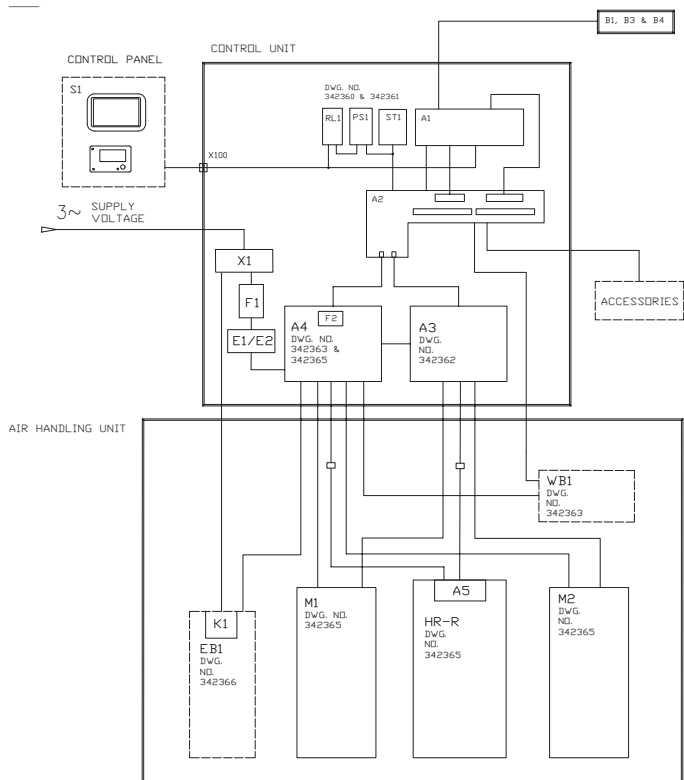 B1, B3 & B4
CONTROL UNIT
CONTROL PANEL
S1
DWG. NO.
342360 & 342361
RL1
PS1
ST1
A1
X100
A2
3~ SUPPLY
VOLTAGE
X1
F1
E1/E2
A4
F2
DWG. NO.
342363 &
342365
A3
DWG.
NO.
342362
ACCESSORIES
AIR HANDLING UNIT
WB1
DWG.
NO.
342363
K1
EB1
DWG.
NO.
342366
M1
DWG. NO.
342365
A5
HR-R
DWG.
NO.
342365
M2
DWG. NO.
342365